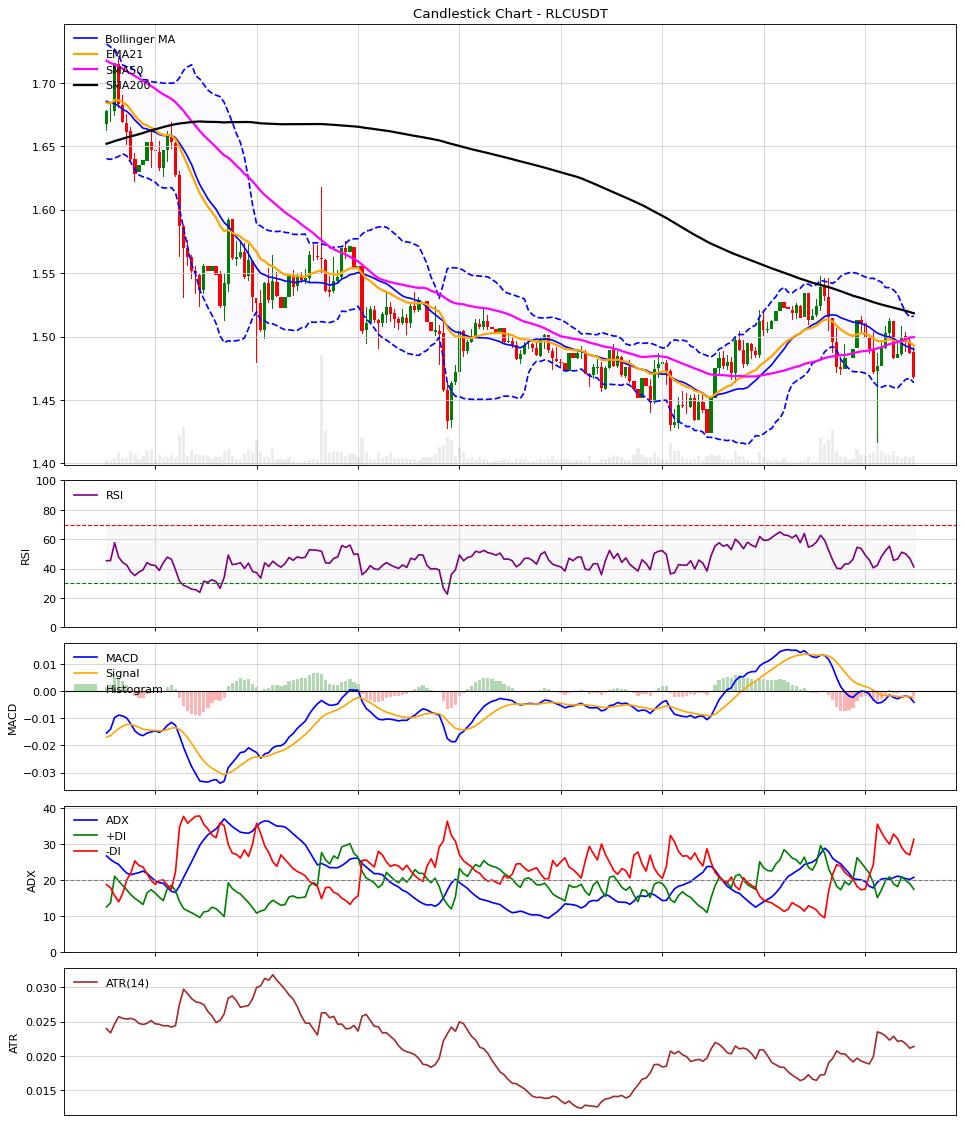 Candlestick Chart - RLCUSDT
Bollinger MA
EMA21
SMA50
SMA200
1.70
1.65
1.60
1.55
1.50
1.45
1.40
RSI
RSI
100
80
60
40
20
0
MACD
Signal
Histogram
MACD
0.01
0.00
−0.01
−0.02
−0.03
ADX
+DI
-DI
ADX
40
30
20
10
0
ATR(14)
ATR
0.030
0.025
0.020
0.015